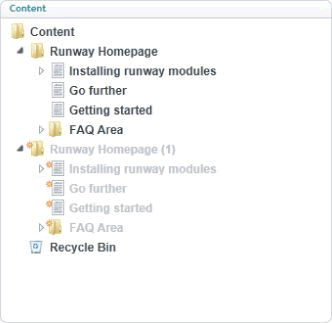 Content
Content
Runway Homepage
Installing runway modules
Go further
Getting started
FAQ Area
Runway Homepage (1)
Installing runway modules
Go further
Getting started
FAQ Area
Recycle Bin